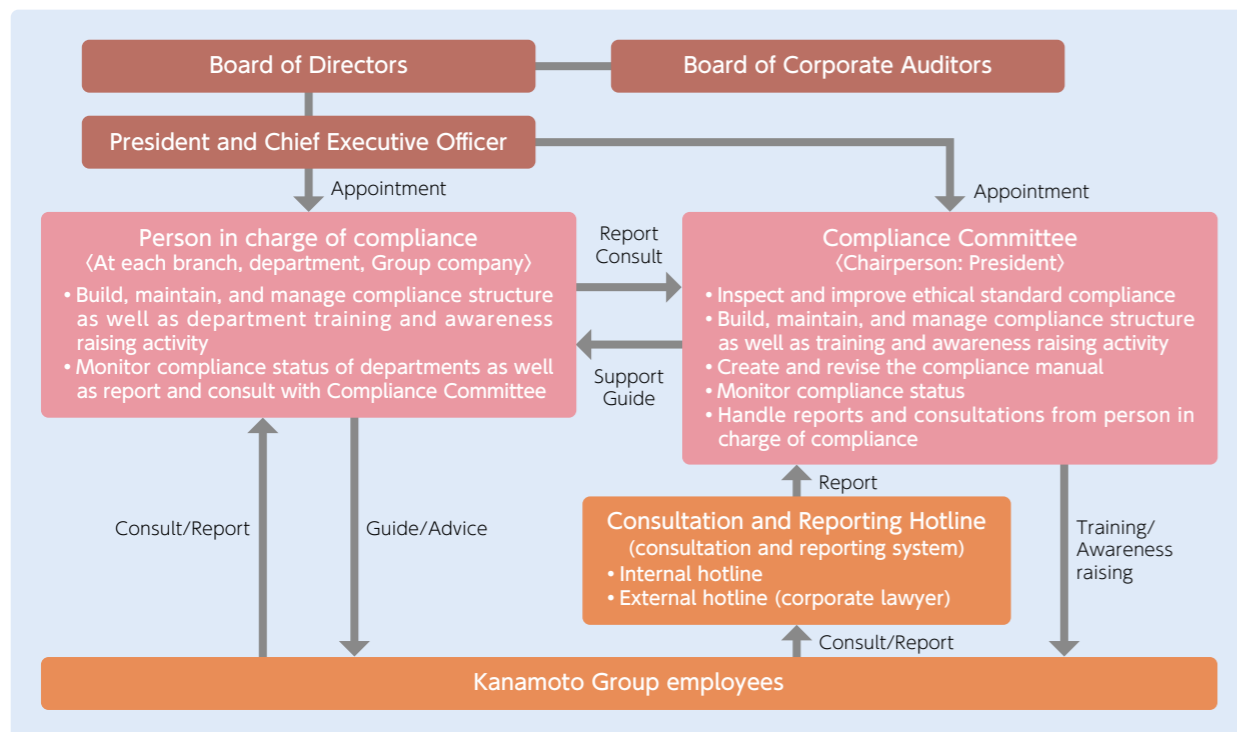 Board of Directors
Board of Corporate Auditors
President and Chief Executive Officer
Appointment
Appointment
Person in charge of compliance
〈At each branch, department, Group company〉
• Build, maintain, and manage compliance structure
as well as department training and awareness
raising activity
• Monitor compliance status of departments as well
as report and consult with Compliance Committee
Report
Consult
Support
Guide
Compliance Committee
〈Chairperson: President〉
• Inspect and improve ethical standard compliance
• Build, maintain, and manage compliance structure
as well as training and awareness raising activity
• Create and revise the compliance manual
• Monitor compliance status
• Handle reports and consultations from person in
charge of compliance
Consult/Report
Guide/Advice
Report
Consultation and Reporting Hotline
(consultation and reporting system)
• Internal hotline
• External hotline (corporate lawyer)
Training/
Awareness
raising
Consult/Report
Kanamoto Group employees